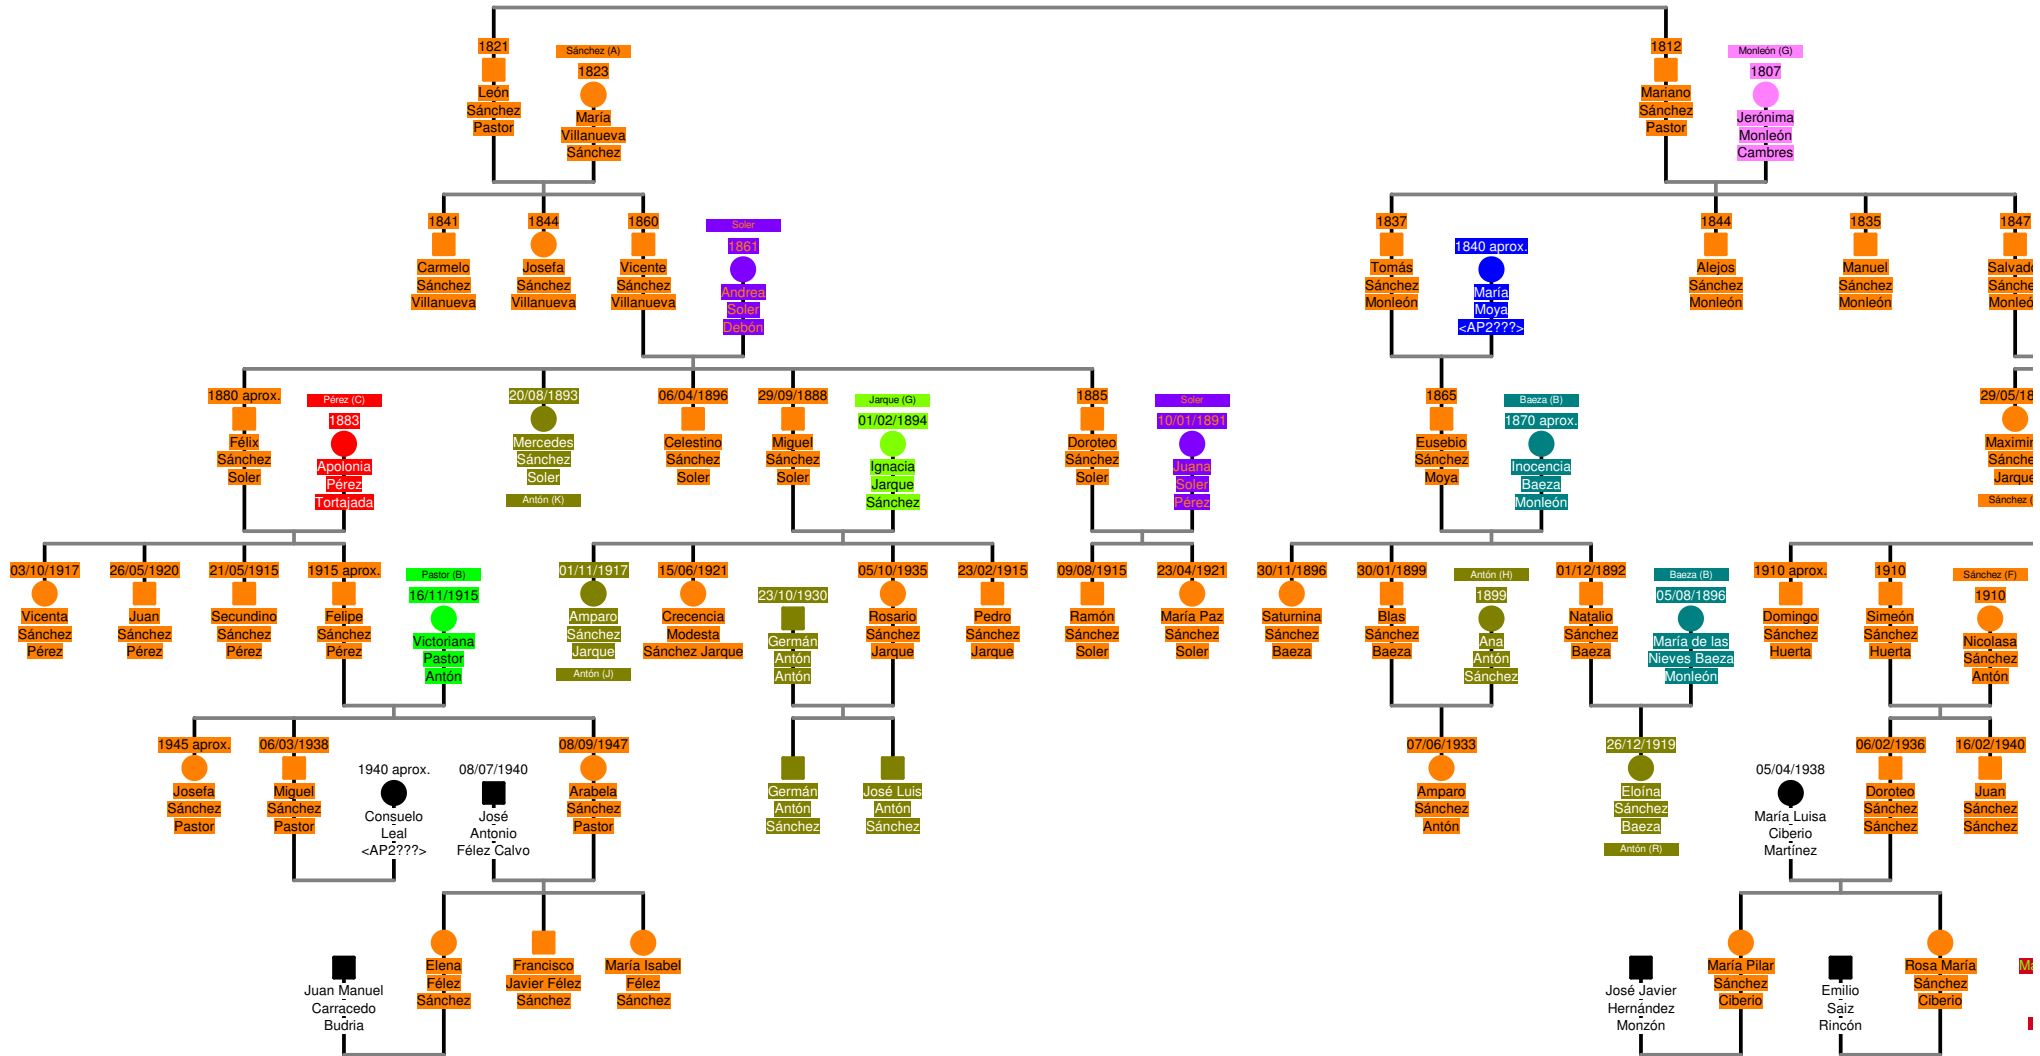 1821
León
Sánchez
Pastor
Sánchez (A)
1823
María
Villanueva
Sánchez
1812
Mariano
Sánchez
Pastor
Monleón (G)
1807
Jerónima
Monleón
Cambres
1841
Carmelo
Sánchez
Villanueva
1844
Josefa
Sánchez
Villanueva
1860
Vicente
Sánchez
Villanueva
Soler
1861
Andrea
Soler
Debón
1837
Tomás
Sánchez
Monleón
1840 aprox.
María
Moya
<AP2???>
1844
Alejos
Sánchez
Monleón
1835
Manuel
Sánchez
Monleón
1847
1880 aprox.
Félix
Sánchez
Soler
Pérez (C)
1883
Apolonia
Pérez
Tortajada
20/08/1893
Mercedes
Sánchez
Soler
Antón (K)
06/04/1896
Celestino
Sánchez
Soler
29/09/1888
Miguel
Sánchez
Soler
Jarque (G)
01/02/1894
Ignacia
Jarque
Sánchez
1885
Doroteo
Sánchez
Soler
Soler
10/01/1891
Juana
Soler
Pérez
1865
Eusebio
Sánchez
Moya
Baeza (B)
1870 aprox.
Inocencia
Baeza
Monleón
Jarque
03/10/1917
Vicenta
Sánchez
Pérez
26/05/1920
Juan
Sánchez
Pérez
21/05/1915
Secundino
Sánchez
Pérez
1915 aprox.
Felipe
Sánchez
Pérez
Pastor (B)
16/11/1915
Victoriana
Pastor
Antón
01/11/1917
Amparo
Sánchez
Jarque
Antón (J)
15/06/1921
Crecencia
Modesta
Sánchez Jarque
23/10/1930
Germán
Antón
Antón
05/10/1935
Rosario
Sánchez
Jarque
23/02/1915
Pedro
Sánchez
Jarque
09/08/1915
Ramón
Sánchez
Soler
23/04/1921
María Paz
Sánchez
Soler
30/11/1896
Saturnina
Sánchez
Baeza
30/01/1899
Blas
Sánchez
Baeza
Antón (H)
1899
Ana
Antón
Sánchez
01/12/1892
Natalio
Sánchez
Baeza
Baeza (B)
05/08/1896
María de las
Nieves Baeza
Monleón
1910 aprox.
Domingo
Sánchez
Huerta
1910
Simeón
Sánchez
Huerta
Sánchez (F)
1910
Nicolasa
Sánchez
Antón
1945 aprox.
Josefa
Sánchez
Pastor
06/03/1938
Miguel
Sánchez
Pastor
1940 aprox.
Consuelo
Leal
<AP2???>
08/07/1940
José
Antonio
Félez Calvo
08/09/1947
Arabela
Sánchez
Pastor
Germán
Antón
Sánchez
José Luis
Antón
Sánchez
07/06/1933
Amparo
Sánchez
Antón
26/12/1919
Eloína
Sánchez
Baeza
Antón (R)
05/04/1938
María Luisa
Ciberio
Martínez
06/02/1936
Doroteo
Sánchez
Sánchez
16/02/1940
Juan
Sánchez
Sánchez
Juan Manuel
Carracedo
Budria
Elena
Félez
Sánchez
Francisco
Javier Félez
Sánchez
María Isabel
Félez
Sánchez
José Javier
Hernández
Monzón
María Pilar
Sánchez
Ciberio
Emilio
Saiz
Rincón
Rosa María
Sánchez
Ciberio